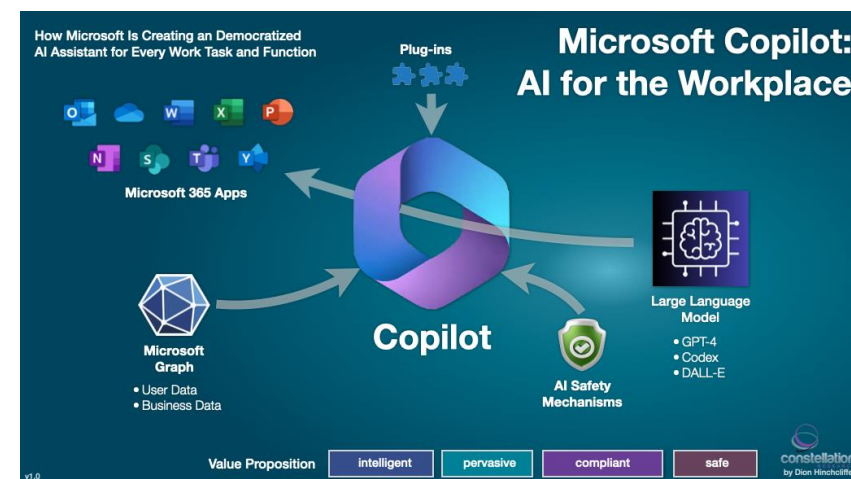 How Microsoft Is Creating an Democratized
AI Assistant for Every Work Task and Function
Microsoft Copilot:
AI for the Workplace
Plug-ins
O
W
X
P
N
S
T
Y
Microsoft 365 Apps
Large Language
Model
• GPT-4
• Codex
• DALL-E
Copilot
Microsoft
Graph
• User Data
• Business Data
AI Safety
Mechanisms
Value Proposition
intelligent
pervasive
compliant
safe
constellation
by Dion Hinchcliffe
v1.0